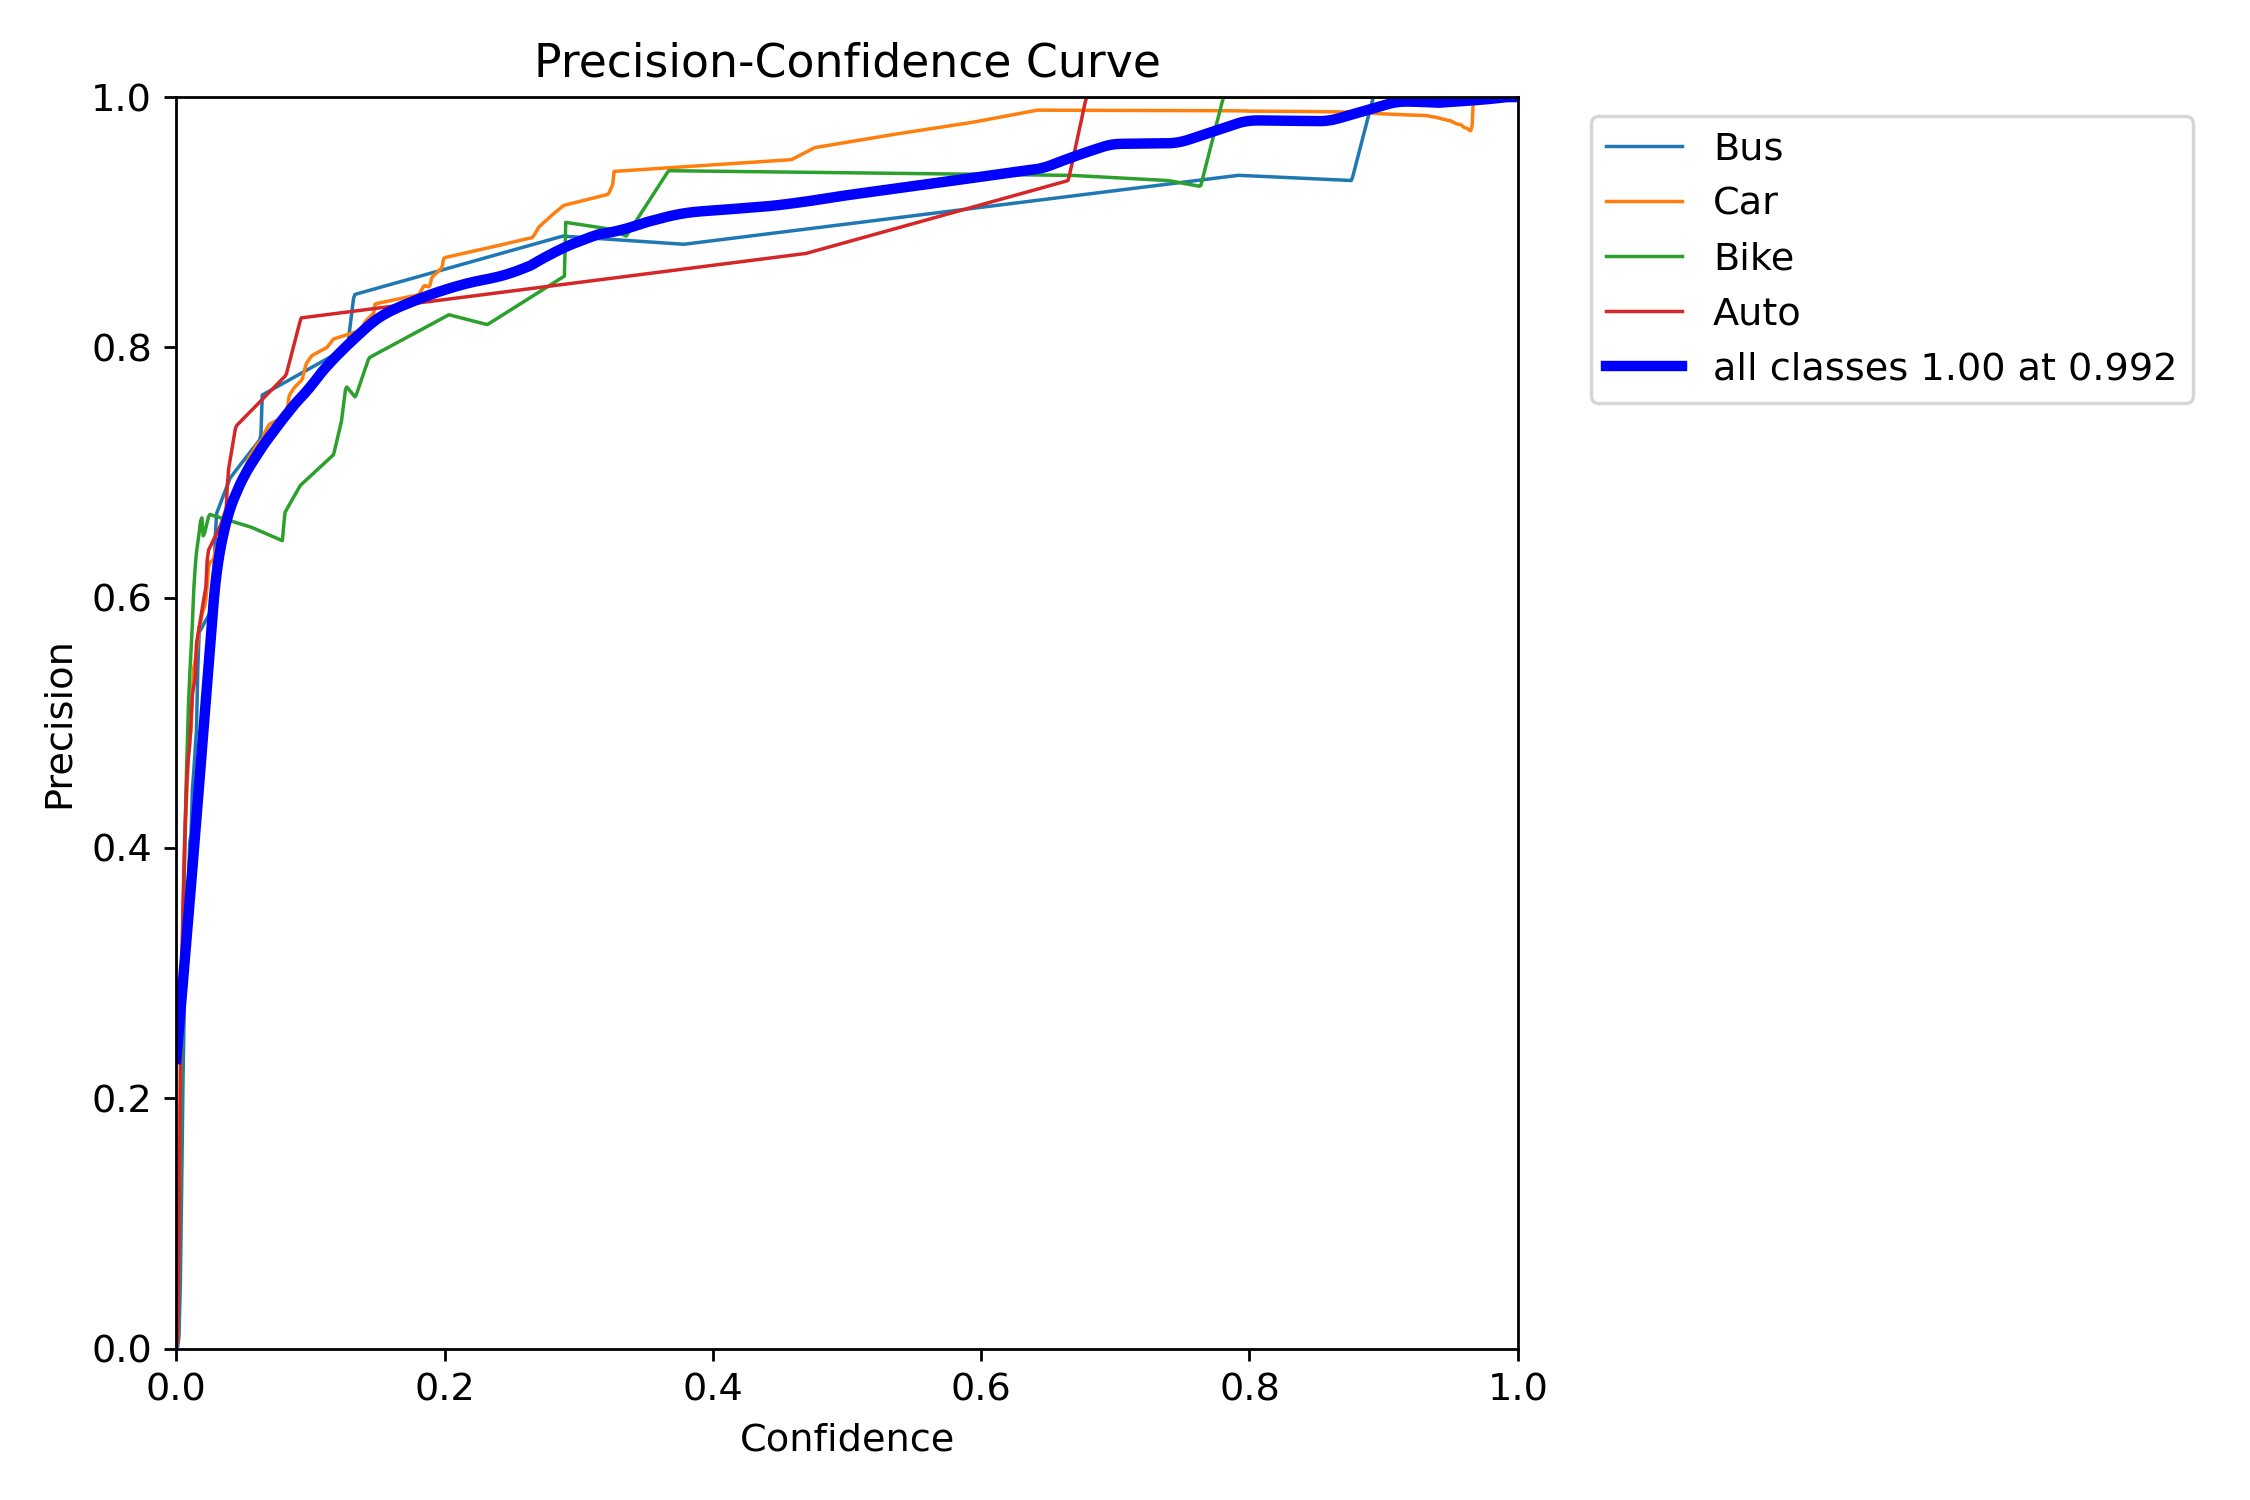 Precision-Confidence Curve
1.0
0.8
0.6
0.4
0.2
0.0
Precision
0.0 0.2 0.4 0.6 0.8 1.0
Confidence
Bus
Car
Bike
Auto
all classes 1.00 at 0.992